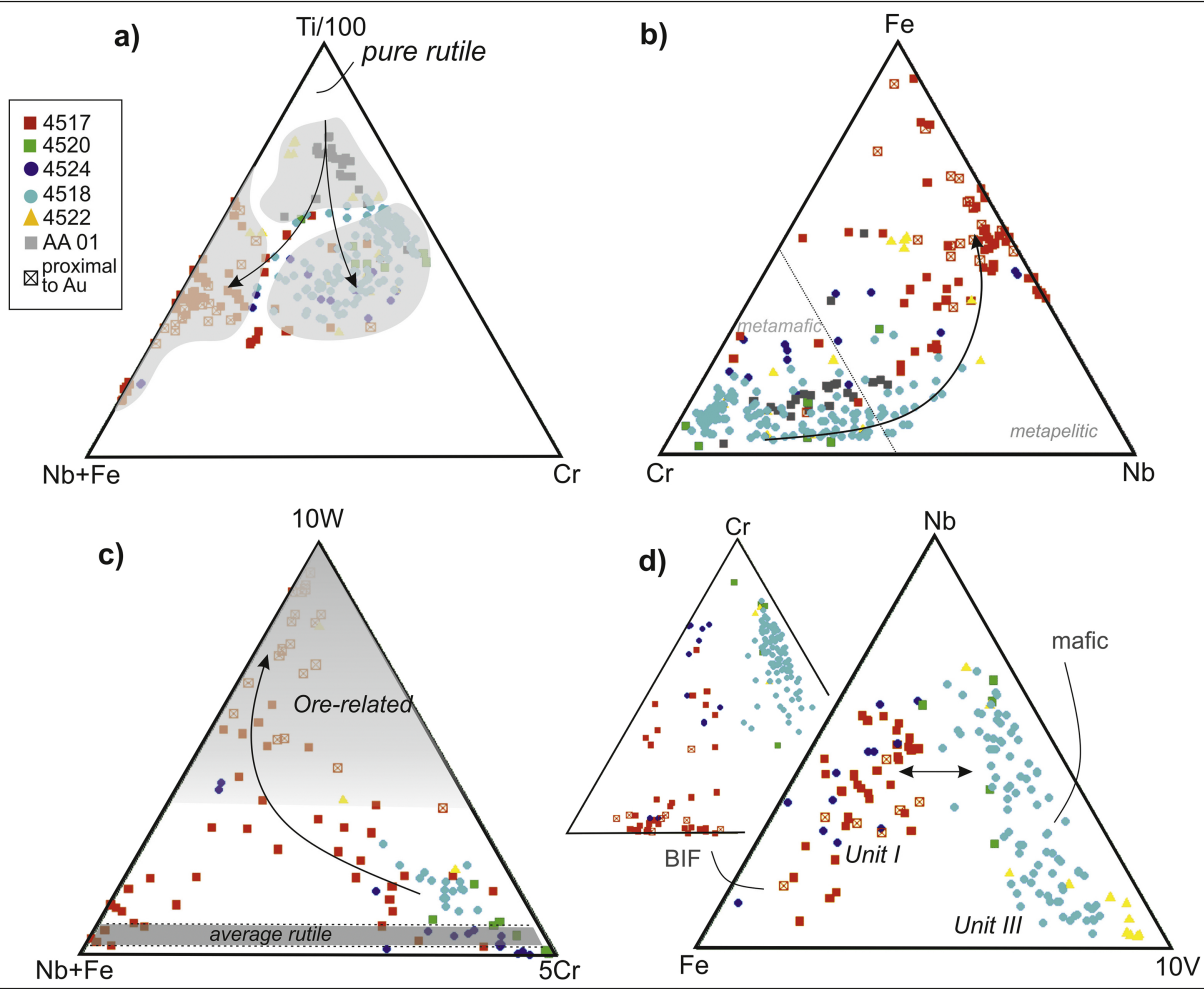 a)
Ti/100
pure rutile
4517
4520
4524
4518
4522
AA 01
proximal
to Au
Nb+Fe
Cr
b)
Fe
metamafic
metapelitic
Cr
Nb
c)
10W
Ore-related
average rutile
Nb+Fe
5Cr
d)
Cr
Nb
mafic
BIF
Unit I
Unit III
Fe
10V